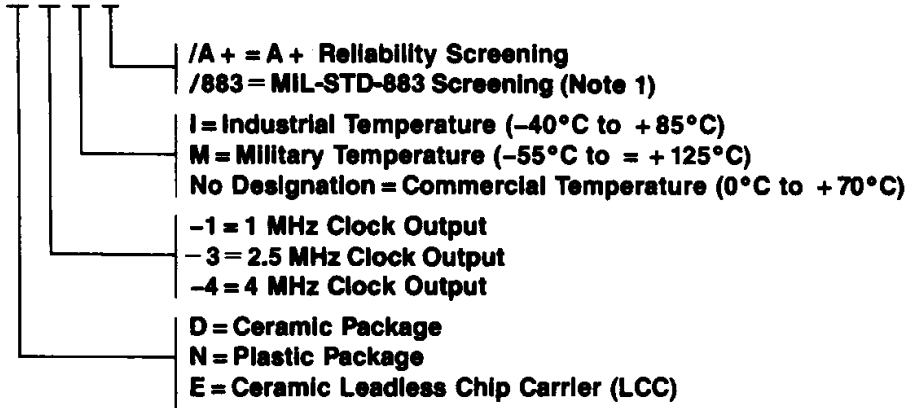 /A + = A + Reliability Screening
/883 = MIL-STD-883 Screening (Note 1)
I = Industrial Temperature (–40°C to + 85°C)
M = Military Temperature (–55°C to = + 125°C)
No Designation = Commercial Temperature (0°C to + 70°C)
–1 = 1 MHz Clock Output
– 3 = 2.5 MHz Clock Output
–4 = 4 MHz Clock Output
D = Ceramic Package
N = Plastic Package
E = Ceramic Leadless Chip Carrier (LCC)